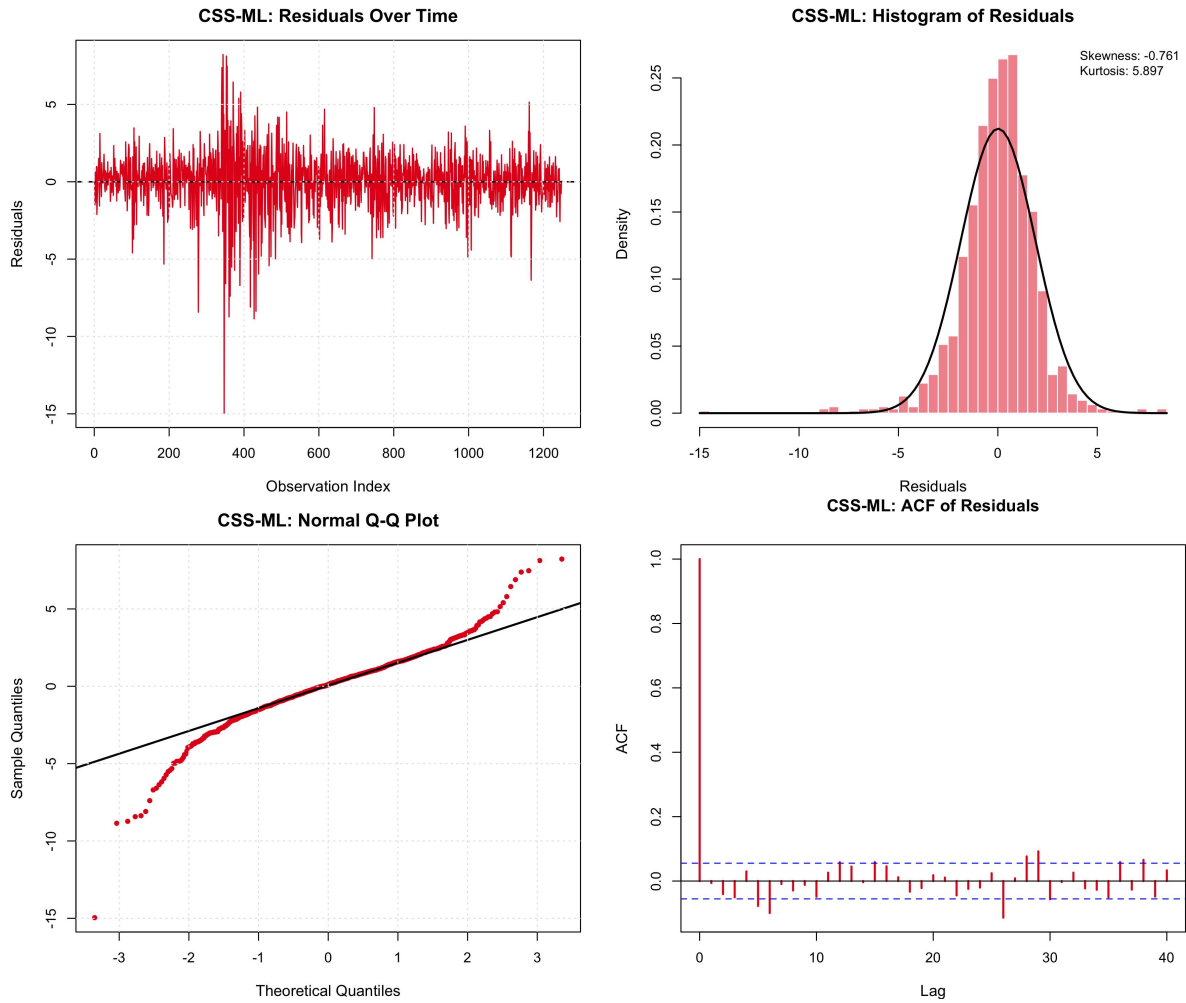 CSS-ML: Residuals Over Time
Residuals
5
0
-5
-10
-15
0 200 400 600 800 1000 1200
Observation Index
CSS-ML: Histogram of Residuals
Skewness: -0.761
Kurtosis: 5.897
Density
0.25
0.20
0.15
0.10
0.05
0.00
-15 -10 -5 0 5
Residuals
CSS-ML: Normal Q-Q Plot
Sample Quantiles
5
0
-5
-10
-15
-3 -2 -1 0 1 2 3
Theoretical Quantiles
CSS-ML: ACF of Residuals
ACF
1.0
0.8
0.6
0.4
0.2
0.0
0 10 20 30 40
Lag